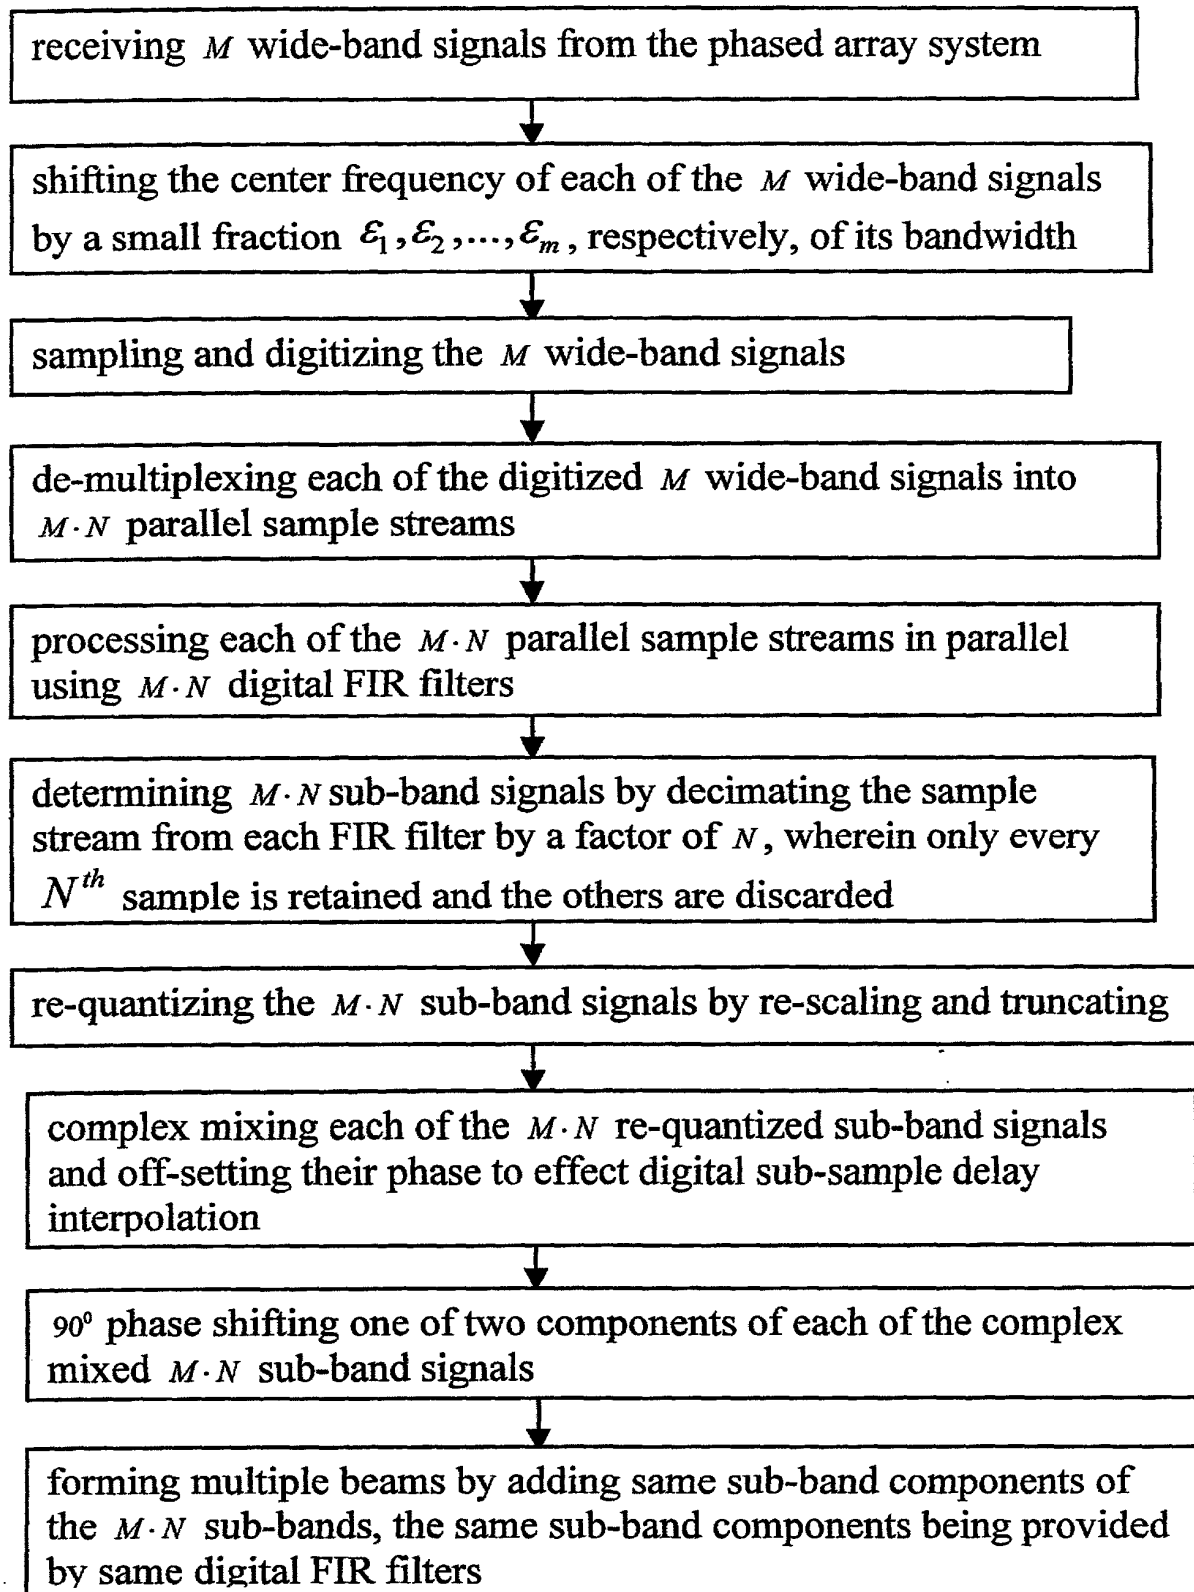 receiving M wide-band signals from the phased array system
shifting the center frequency of each of the M wide-band signals
by a small fraction ε₁,ε₂,...,εₘ, respectively, of its bandwidth
sampling and digitizing the M wide-band signals
de-multiplexing each of the digitized M wide-band signals into
M·N parallel sample streams
processing each of the M·N parallel sample streams in parallel
using M·N digital FIR filters
determining M·N sub-band signals by decimating the sample
stream from each FIR filter by a factor of N, wherein only every
Nᵗʰ sample is retained and the others are discarded
re-quantizing the M·N sub-band signals by re-scaling and truncating
complex mixing each of the M·N re-quantized sub-band signals
and off-setting their phase to effect digital sub-sample delay
interpolation
90⁰ phase shifting one of two components of each of the complex
mixed M·N sub-band signals
forming multiple beams by adding same sub-band components of
the M·N sub-bands, the same sub-band components being provided
by same digital FIR filters